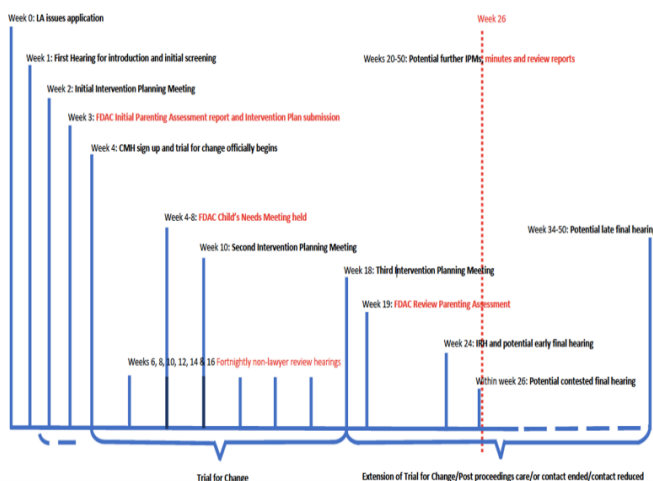 Week 0: LA issues application
Week 26
Week 1: First Hearing for introduction and initial screening
Weeks 20-50: Potential further IPMs; minutes and review reports
Week 2: Initial Intervention Planning Meeting
Week 3: FDAC Initial Parenting Assessment report and Intervention Plan submission
Week 4: CMH sign up and trial for change officially begins
Week 4-8: FDAC Child's Needs Meeting held
Week 34-50: Potential late final hearin
Week 10: Second Intervention Planning Meeting
Week 18: Third Intervention Planning Meeting
Week 19: FDAC Review Parenting Assessment
Week 24: IRH and potential early final hearing
Weeks 6, 8, 10, 12, 14 & 16 Fortnightly non-lawyer review hearings
Within week 26: Potential contested final hearing
Trial for Change
Extension of Trial for Change/Post proceedings care/or contact ended/contact reduced